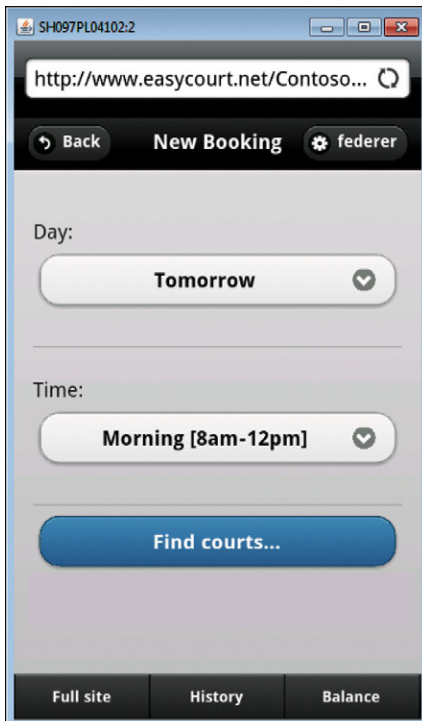 SH097PL04102:2
http://www.easycourt.net/Contoso...
Back New Booking federer
Day:
Tomorrow
Time:
Morning [8am-12pm]
Find courts...
Full site History Balance